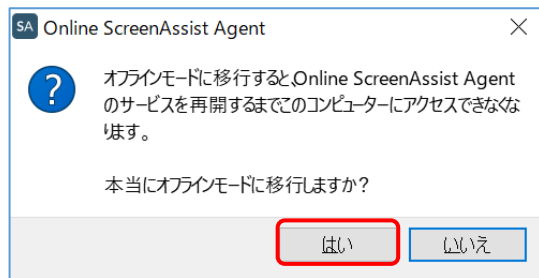 SA Online ScreenAssist Agent
オフラインモードに移行すると、Online ScreenAssist Agent
のサービスを再開するまでこのコンピューターにアクセスできなくな
ります。
本当にオフラインモードに移行しますか？
はい
いいえ